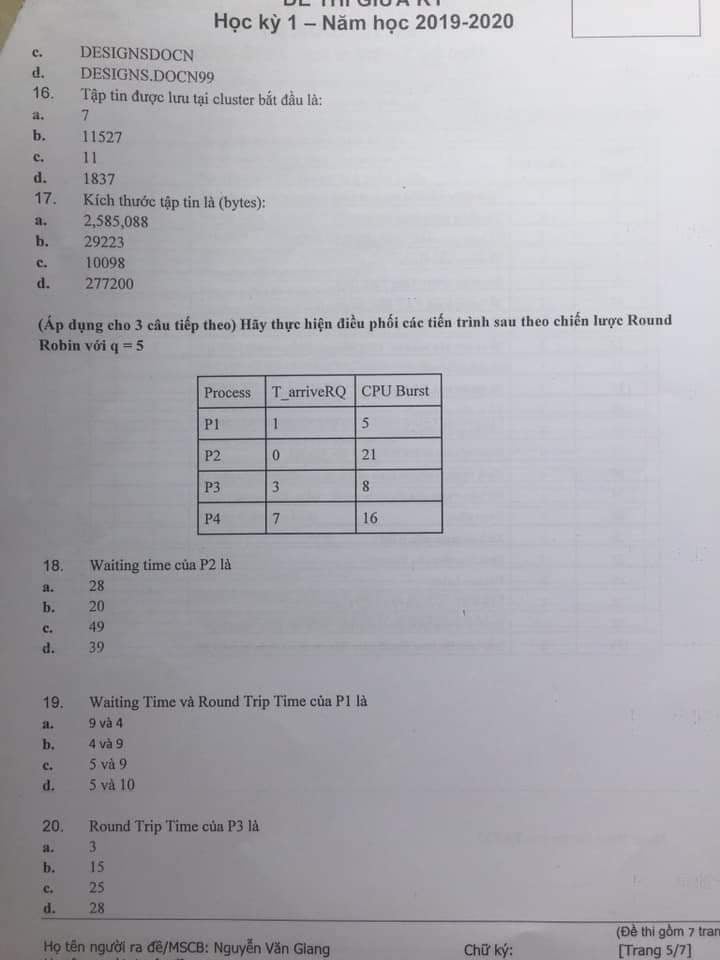 ĐỀ THI GIỮA KỲ
Học kỳ 1 – Năm học 2019-2020
c. DESIGNSDOCN
d. DESIGNS.DOCN99
16. Tập tin được lưu tại cluster bắt đầu là:
a. 7
b. 11527
c. 11
d. 1837
17. Kích thước tập tin là (bytes):
a. 2,585,088
b. 29223
c. 10098
d. 277200
(Áp dụng cho 3 câu tiếp theo) Hãy thực hiện điều phối các tiến trình sau theo chiến lược Round
Robin với q = 5
Process T_arriveRQ CPU Burst
P1 1 5
P2 0 21
P3 3 8
P4 7 16
18. Waiting time của P2 là
a. 28
b. 20
c. 49
d. 39
19. Waiting Time và Round Trip Time của P1 là
a. 9 và 4
b. 4 và 9
c. 5 và 9
d. 5 và 10
20. Round Trip Time của P3 là
a. 3
b. 15
c. 25
d. 28
(Đề thi gồm 7 tran
Họ tên người ra đề/MSCB: Nguyễn Văn Giang Chữ ký: [Trang 5/7]